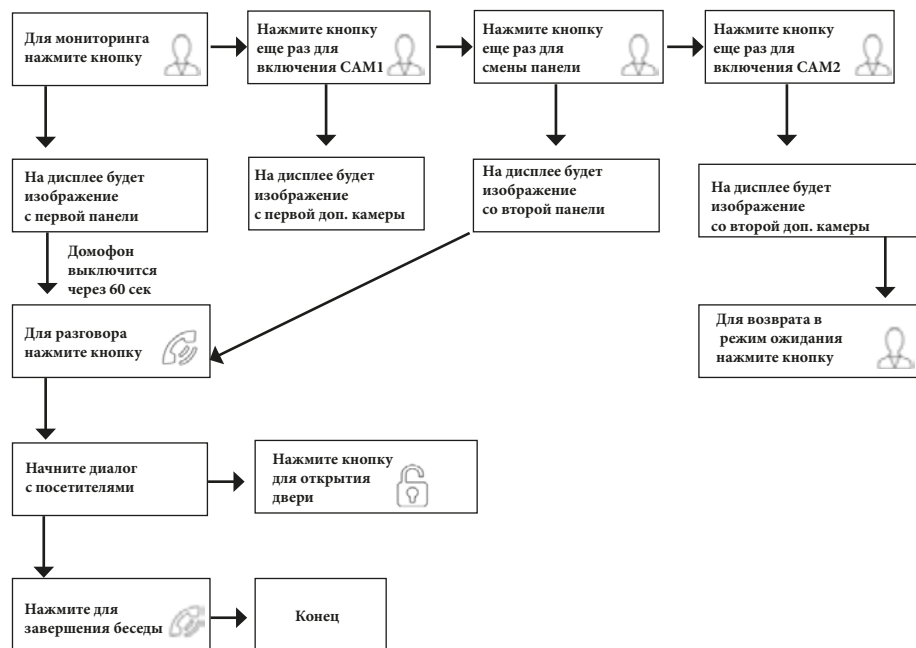 Для мониторинга
нажмите кнопку
Нажмите кнопку
еще раз для
включения CAM1
Нажмите кнопку
еще раз для
смены панели
Нажмите кнопку
еще раз для
включения CAM2
На дисплее будет
изображение
с первой панели
На дисплее будет
изображение
с первой доп. камеры
На дисплее будет
изображение
со второй панели
На дисплее будет
изображение
со второй доп. камеры
Домофон
выключится
через 60 сек
Для разговора
нажмите кнопку
Для возврата в
режим ожидания
нажмите кнопку
Начните диалог
с посетителями
Нажмите кнопку
для открытия
двери
Нажмите для
завершения беседы
Конец